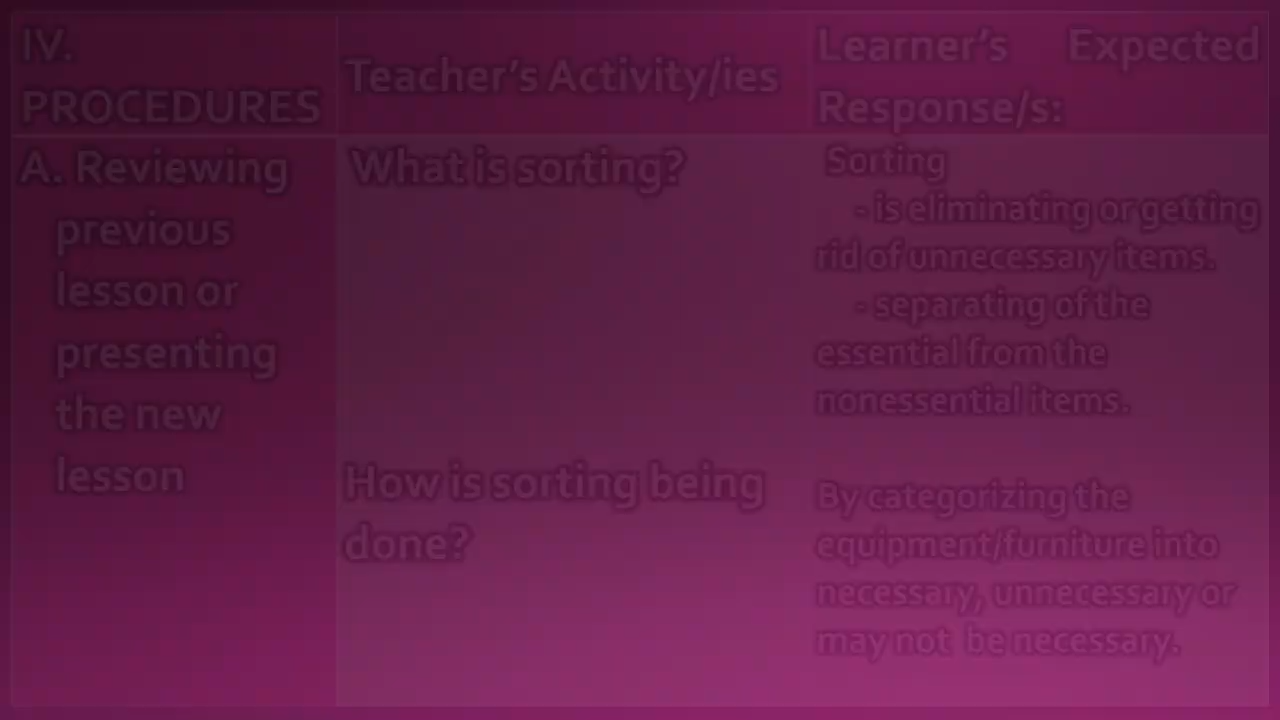 IV.
PROCEDURES
Teacher’s Activity/ies
Learner’s Expected
Response/s:
A. Reviewing
previous
lesson or
presenting
the new
lesson
What is sorting?
How is sorting being
done?
Sorting
- is eliminating or getting
rid of unnecessary items.
- separating of the
essential from the
nonessential items.
By categorizing the
equipment/furniture into
necessary, unnecessary or
may not be necessary.